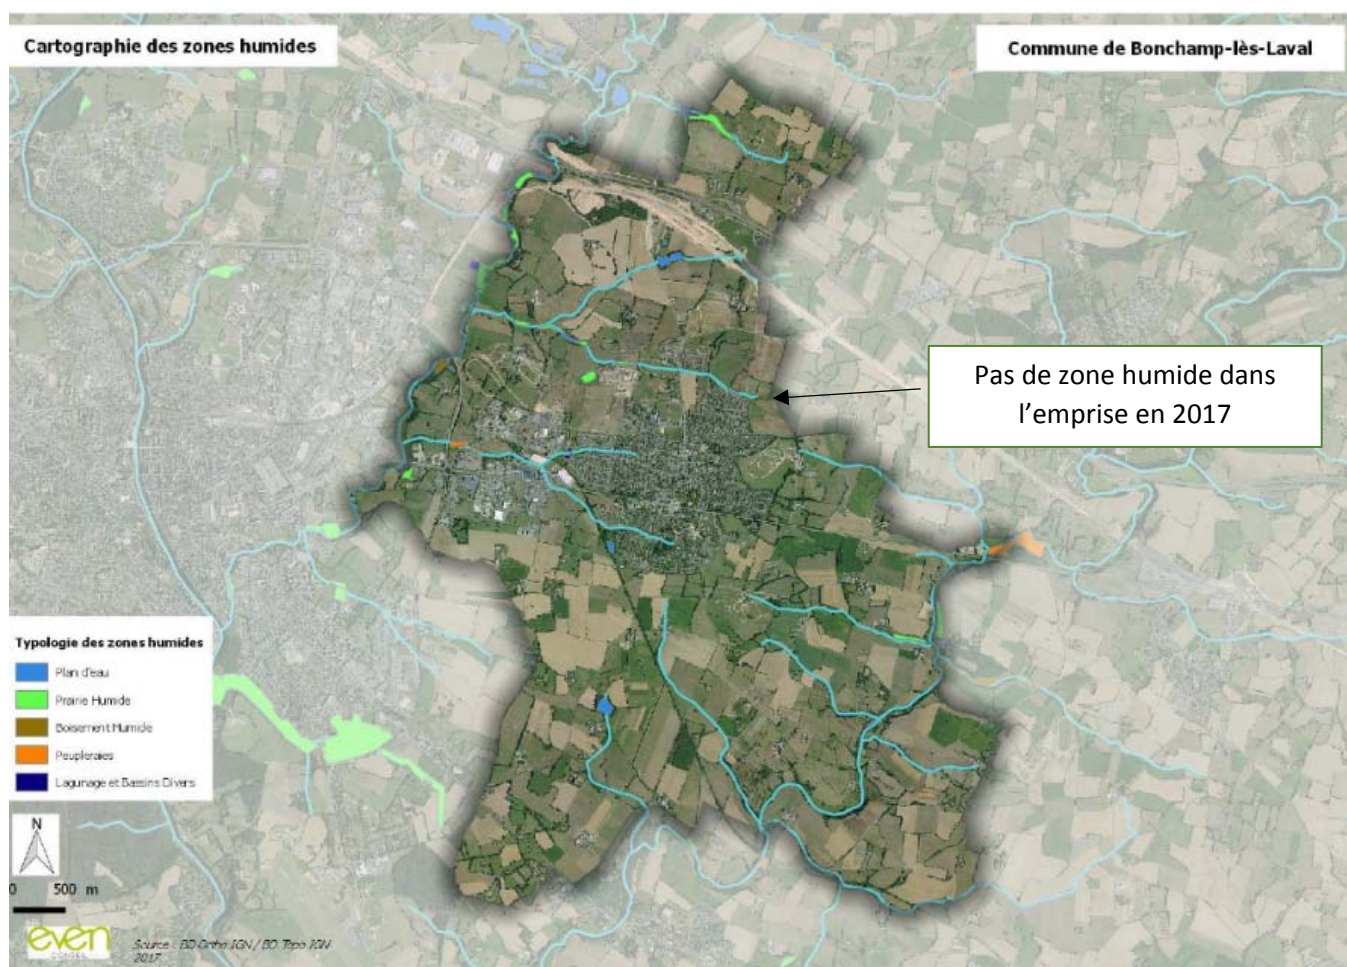 Cartographie des zones humides
Commune de Bonchamp-lès-Laval
Pas de zone humide dans
l'emprise en 2017
Typologie des zones humides
Plan d'eau
Prairie Humide
Boisement Humide
Peupleraies
Lagunage et Bassins Divers
N
0 500 m
even
CONSEIL
Source : BD Ortho IGN / BD Topo IGN
2017